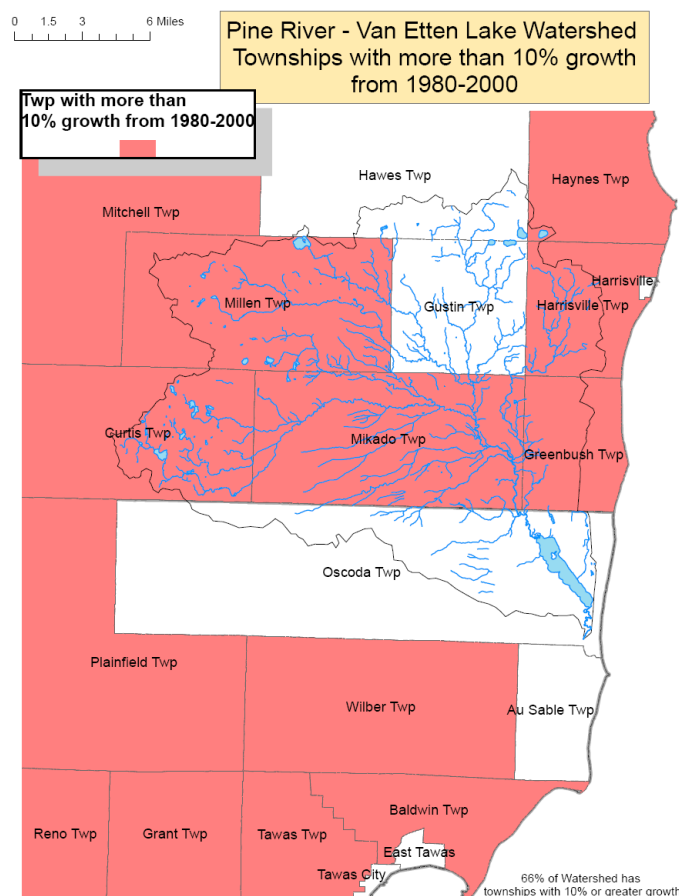 0 1.5 3 6 Miles
Pine River - Van Etten Lake Watershed
Townships with more than 10% growth
from 1980-2000
Twp with more than
10% growth from 1980-2000
Hawes Twp
Haynes Twp
Mitchell Twp
Harrisville
Millen Twp
Gustin Twp
Harrisville Twp
Curtis Twp
Mikado Twp
Greenbush Twp
Oscoda Twp
Plainfield Twp
Wilber Twp
Au Sable Twp
Baldwin Twp
Reno Twp
Grant Twp
Tawas Twp
East Tawas
Tawas City
66% of Watershed has
townships with 10% or greater growth